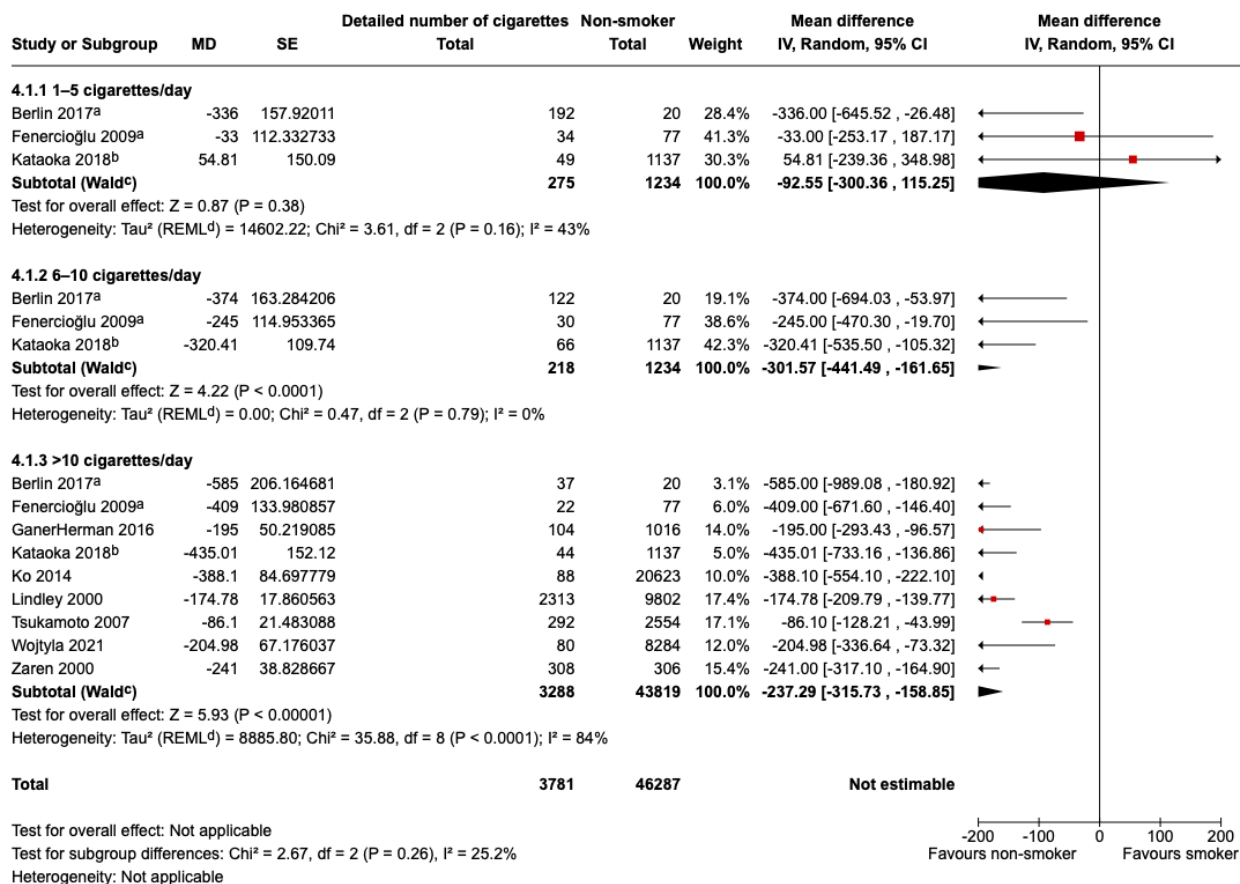 Detailed number of cigarettes Non-smoker Mean difference Mean difference
Study or Subgroup MD SE Total Total Weight IV, Random, 95% CI IV, Random, 95% CI
4.1.1 1–5 cigarettes/day
Berlin 2017ᵃ -336 157.92011 192 20 28.4% -336.00 [-645.52 , -26.48]
Fenercioğlu 2009ᵃ -33 112.332733 34 77 41.3% -33.00 [-253.17 , 187.17]
Kataoka 2018ᵇ 54.81 150.09 49 1137 30.3% 54.81 [-239.36 , 348.98]
Subtotal (Waldᶜ) 275 1234 100.0% -92.55 [-300.36 , 115.25]
Test for overall effect: Z = 0.87 (P = 0.38)
Heterogeneity: Tau² (REMLᵈ) = 14602.22; Chi² = 3.61, df = 2 (P = 0.16); I² = 43%
4.1.2 6–10 cigarettes/day
Berlin 2017ᵃ -374 163.284206 122 20 19.1% -374.00 [-694.03 , -53.97]
Fenercioğlu 2009ᵃ -245 114.953365 30 77 38.6% -245.00 [-470.30 , -19.70]
Kataoka 2018ᵇ -320.41 109.74 66 1137 42.3% -320.41 [-535.50 , -105.32]
Subtotal (Waldᶜ) 218 1234 100.0% -301.57 [-441.49 , -161.65]
Test for overall effect: Z = 4.22 (P < 0.0001)
Heterogeneity: Tau² (REMLᵈ) = 0.00; Chi² = 0.47, df = 2 (P = 0.79); I² = 0%
4.1.3 >10 cigarettes/day
Berlin 2017ᵃ -585 206.164681 37 20 3.1% -585.00 [-989.08 , -180.92]
Fenercioğlu 2009ᵃ -409 133.980857 22 77 6.0% -409.00 [-671.60 , -146.40]
GanerHerman 2016 -195 50.219085 104 1016 14.0% -195.00 [-293.43 , -96.57]
Kataoka 2018ᵇ -435.01 152.12 44 1137 5.0% -435.01 [-733.16 , -136.86]
Ko 2014 -388.1 84.697779 88 20623 10.0% -388.10 [-554.10 , -222.10]
Lindley 2000 -174.78 17.860563 2313 9802 17.4% -174.78 [-209.79 , -139.77]
Tsukamoto 2007 -86.1 21.483088 292 2554 17.1% -86.10 [-128.21 , -43.99]
Wojtyla 2021 -204.98 67.176037 80 8284 12.0% -204.98 [-336.64 , -73.32]
Zaren 2000 -241 38.828667 308 306 15.4% -241.00 [-317.10 , -164.90]
Subtotal (Waldᶜ) 3288 43819 100.0% -237.29 [-315.73 , -158.85]
Test for overall effect: Z = 5.93 (P < 0.00001)
Heterogeneity: Tau² (REMLᵈ) = 8885.80; Chi² = 35.88, df = 8 (P < 0.0001); I² = 84%
Total 3781 46287 Not estimable
Test for overall effect: Not applicable
-200 -100 0 100 200
Test for subgroup differences: Chi² = 2.67, df = 2 (P = 0.26), I² = 25.2%
Favours non-smoker Favours smoker
Heterogeneity: Not applicable